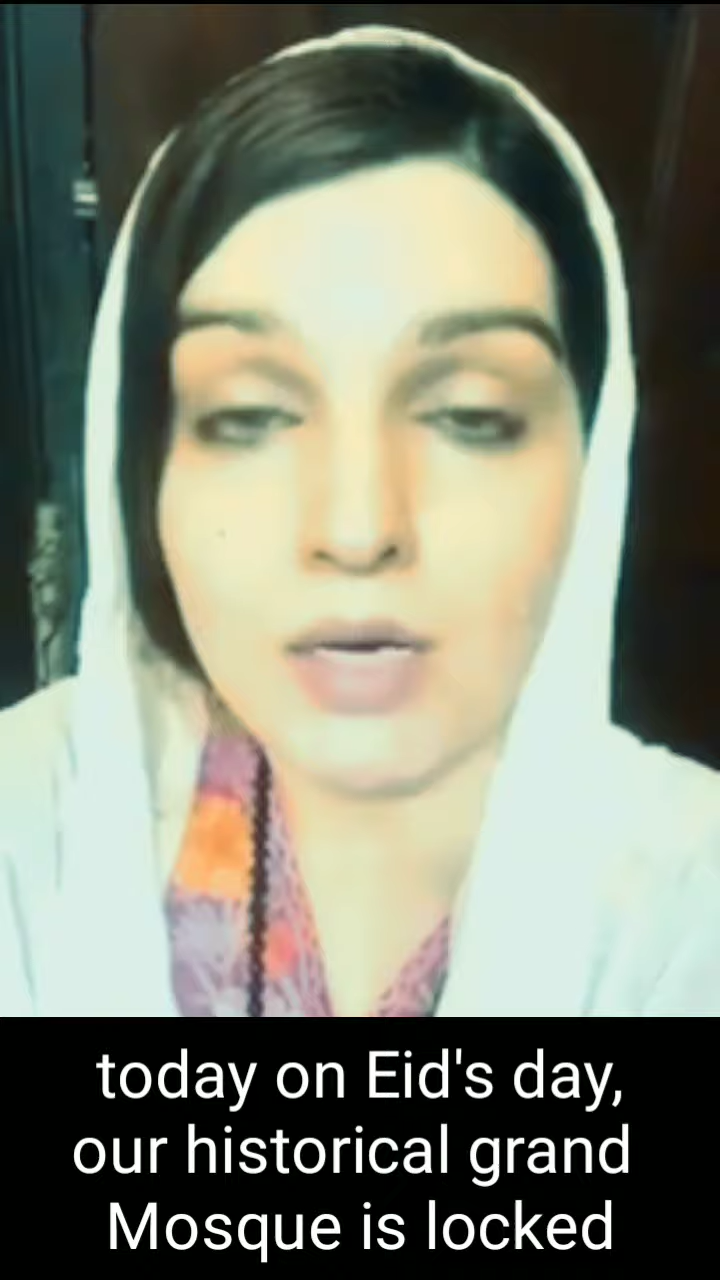 today on Eid's day,
our historical grand
Mosque is locked